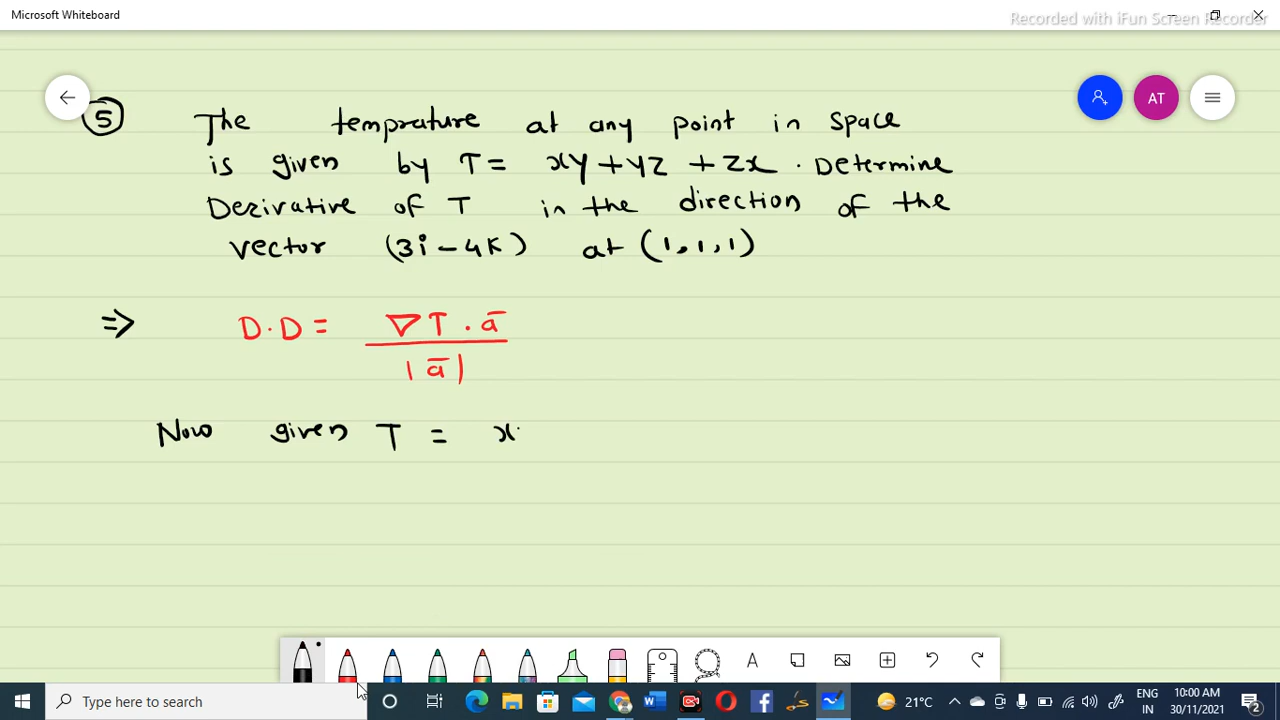 Microsoft Whiteboard
Recorded with iFun Screen Recorder
AT
5 The temprature at any point in space
is given by T = xy + yz + zx . Determine
Derivative of T in the direction of the
vector (3i - 4k) at (1,1,1)
=> D.D = ∇T . ā
| ā |
Now given T = x
A
Type here to search
21°C
ENG
IN
10:00 AM
30/11/2021
2